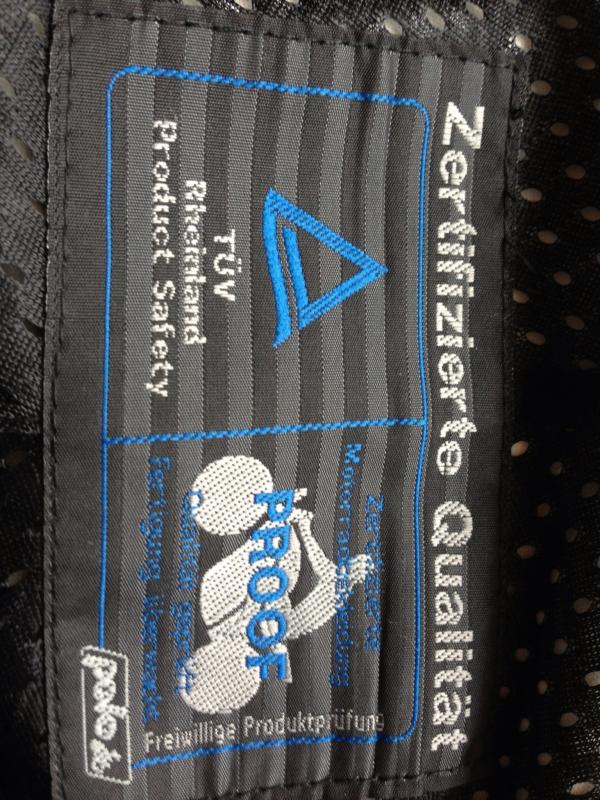 Zertifizierte Qualität
TÜV
Rheinland
Product Safety
Zertifizierte
Motorradbekleidung
PROOF
Qualität geprüft
Fertigung überwacht
Freiwillige Produktprüfung
polo